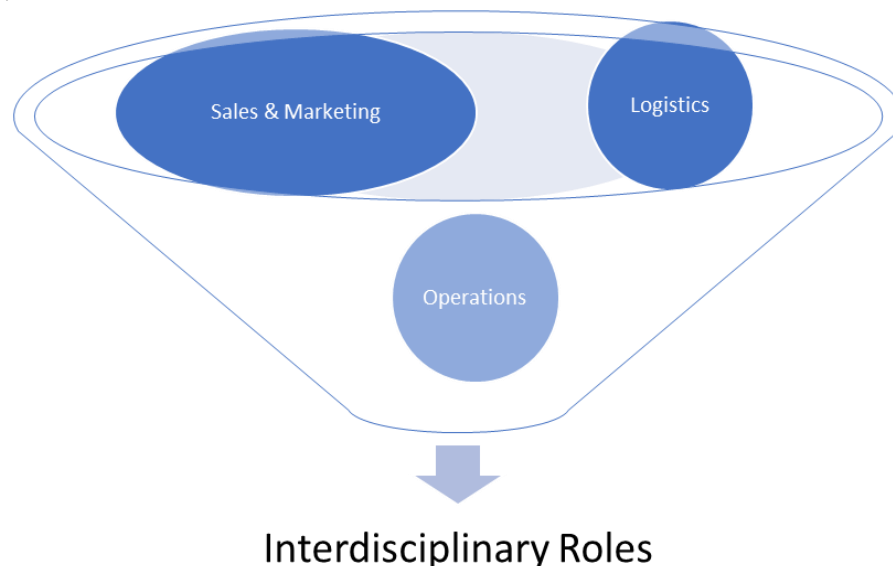 Sales & Marketing
Logistics
Operations
Interdisciplinary Roles